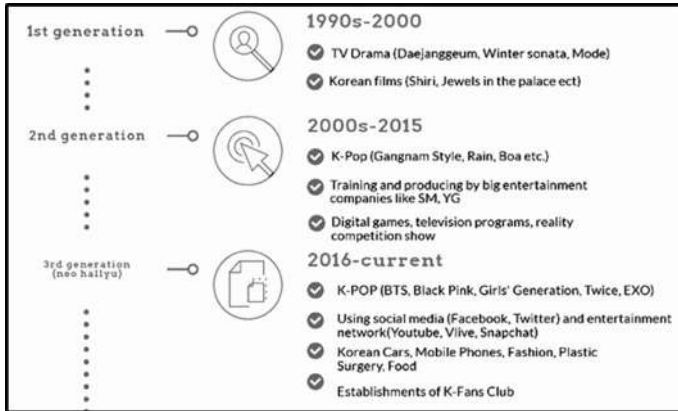 1st generation
1990s-2000
TV Drama (Daejanggeum, Winter sonata, Mode)
Korean films (Shiri, Jewels in the palace ect)
2nd generation
2000s-2015
K-Pop (Gangnam Style, Rain, Boa etc.)
Training and producing by big entertainment
companies like SM, YG
Digital games, television programs, reality
competition show
3rd generation
(neo hallyu)
2016-current
K-POP (BTS, Black Pink, Girls' Generation, Twice, EXO)
Using social media (Facebook, Twitter) and entertainment
network(Youtube, Vlive, Snapchat)
Korean Cars, Mobile Phones, Fashion, Plastic
Surgery, Food
Establishments of K-Fans Club